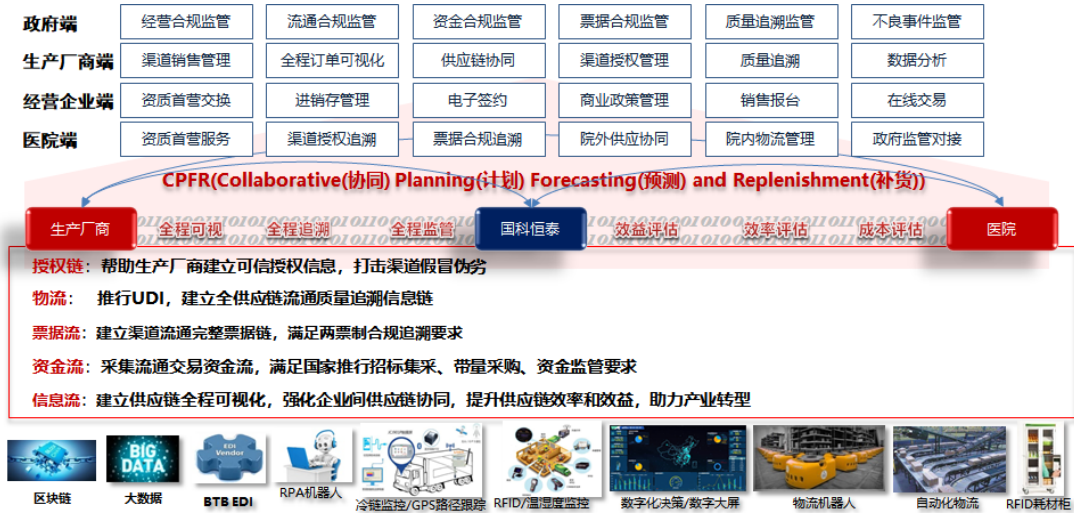 政府端 经营合规监管 流通合规监管 资金合规监管 票据合规监管 质量追溯监管 不良事件监管
生产厂商端 渠道销售管理 全程订单可视化 供应链协同 渠道授权管理 质量追溯 数据分析
经营企业端 资质首营交换 进销存管理 电子签约 商业政策管理 销售报台 在线交易
医院端 资质首营服务 渠道授权追溯 票据合规追溯 院外供应协同 院内物流管理 政府监管对接
CPFR(Collaborative(协同) Planning(计划) Forecasting(预测) and Replenishment(补货))
生产厂商 全程可视 全程追溯 全程监管 国科恒泰 效益评估 效率评估 成本评估 医院
授权链：帮助生产厂商建立可信授权信息，打击渠道假冒伪劣
物流： 推行UDI，建立全供应链流通质量追溯信息链
票据流：建立渠道流通完整票据链，满足两票制合规追溯要求
资金流：采集流通交易资金流，满足国家推行招标集采、带量采购、资金监管要求
信息流：建立供应链全程可视化，强化企业间供应链协同，提升供应链效率和效益，助力产业转型
BIG DATA
EDI Vendor
区块链 大数据 BTB EDI RPA机器人 冷链监控/GPS路径跟踪 RFID/温湿度监控 数字化决策/数字大屏 物流机器人 自动化物流 RFID耗材柜